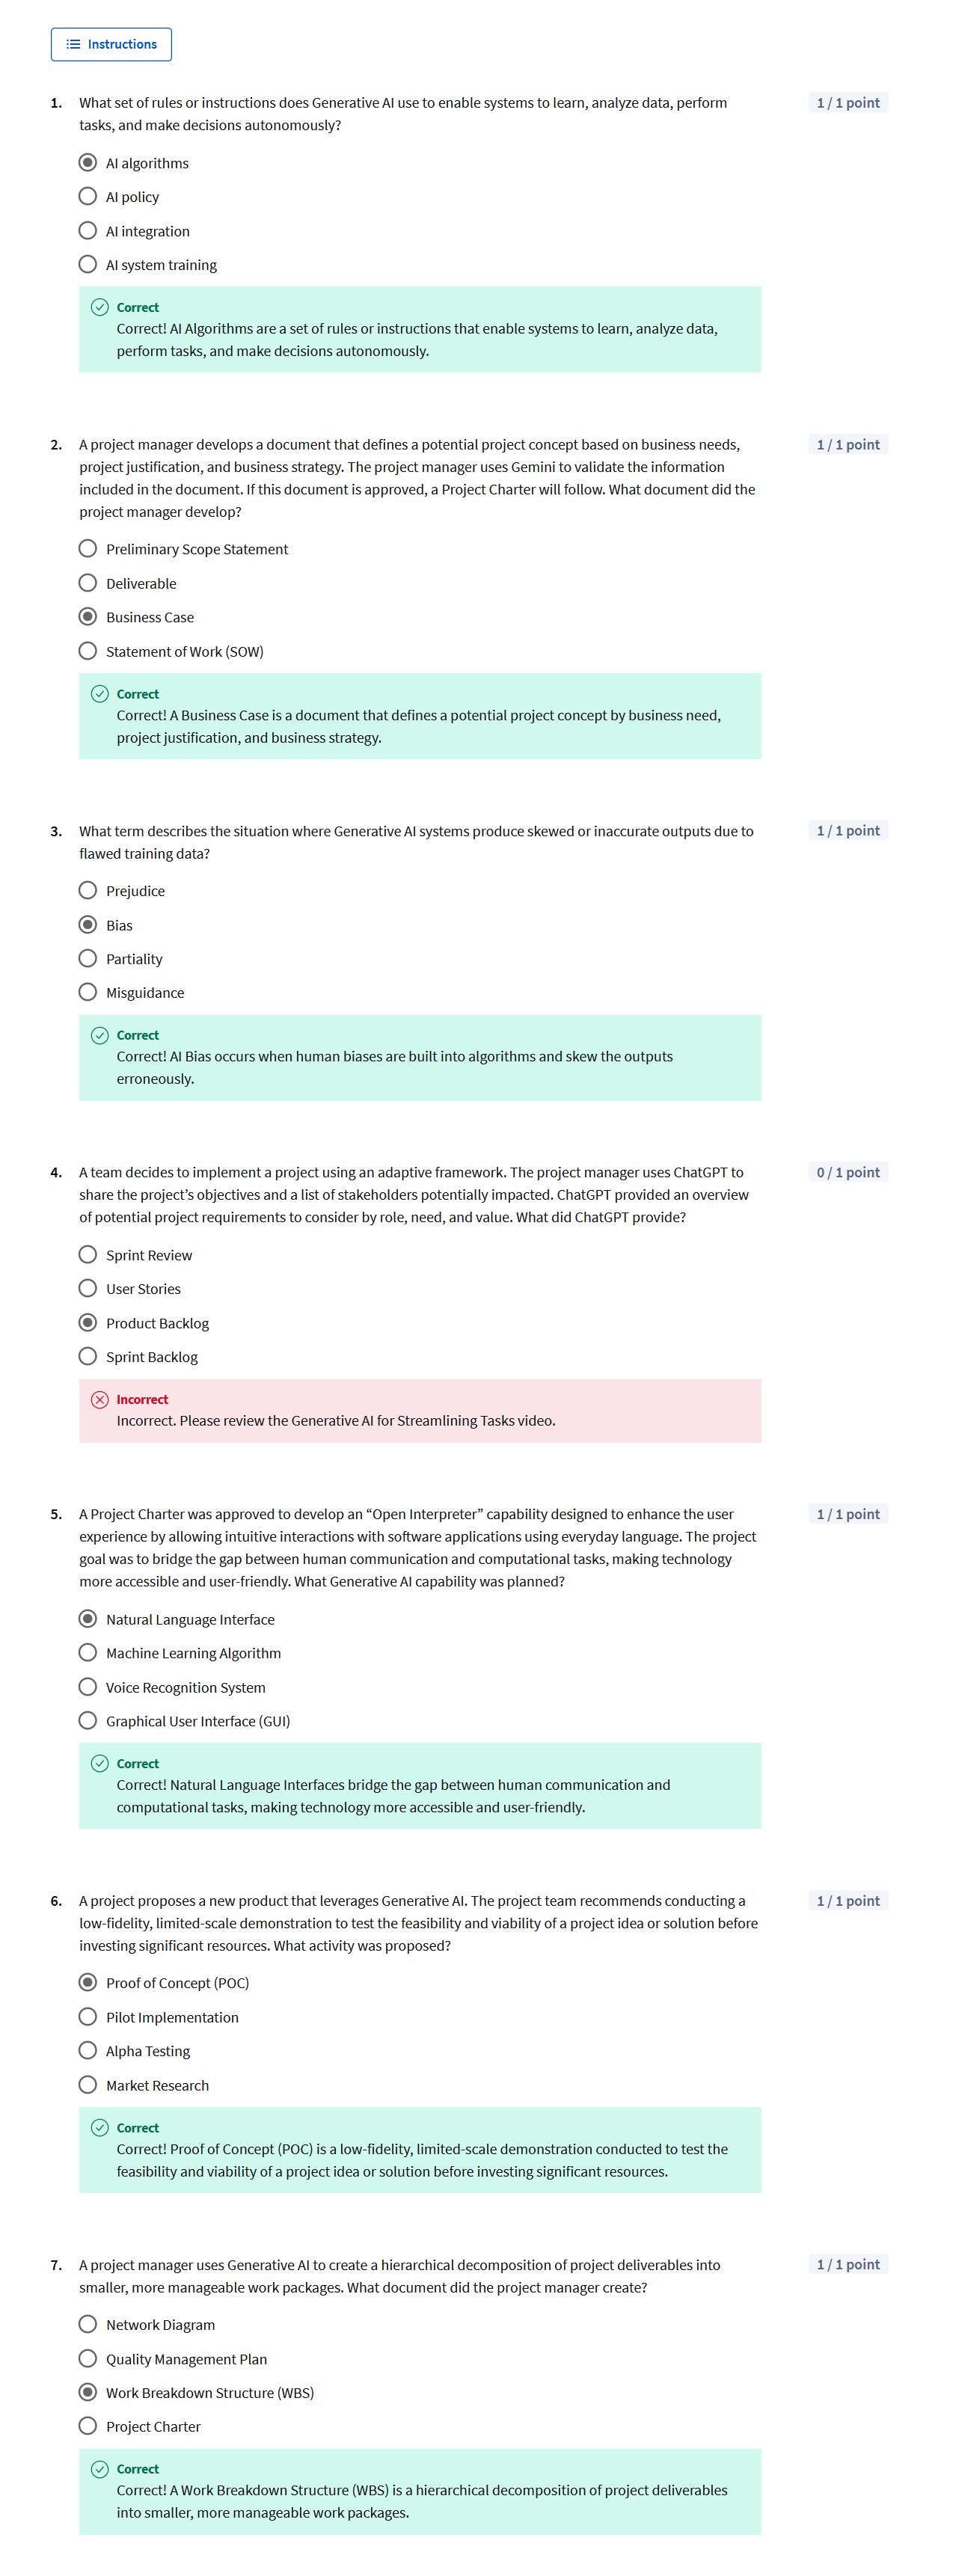 Instructions
1. What set of rules or instructions does Generative AI use to enable systems to learn, analyze data, perform
tasks, and make decisions autonomously?
1 / 1 point
AI algorithms
AI policy
AI integration
AI system training
Correct
Correct! AI Algorithms are a set of rules or instructions that enable systems to learn, analyze data,
perform tasks, and make decisions autonomously.
2. A project manager develops a document that defines a potential project concept based on business needs,
project justification, and business strategy. The project manager uses Gemini to validate the information
included in the document. If this document is approved, a Project Charter will follow. What document did the
project manager develop?
1 / 1 point
Preliminary Scope Statement
Deliverable
Business Case
Statement of Work (SOW)
Correct
Correct! A Business Case is a document that defines a potential project concept by business need,
project justification, and business strategy.
3. What term describes the situation where Generative AI systems produce skewed or inaccurate outputs due to
flawed training data?
1 / 1 point
Prejudice
Bias
Partiality
Misguidance
Correct
Correct! AI Bias occurs when human biases are built into algorithms and skew the outputs
erroneously.
4. A team decides to implement a project using an adaptive framework. The project manager uses ChatGPT to
share the project’s objectives and a list of stakeholders potentially impacted. ChatGPT provided an overview
of potential project requirements to consider by role, need, and value. What did ChatGPT provide?
0 / 1 point
Sprint Review
User Stories
Product Backlog
Sprint Backlog
Incorrect
Incorrect. Please review the Generative AI for Streamlining Tasks video.
5. A Project Charter was approved to develop an “Open Interpreter” capability designed to enhance the user
experience by allowing intuitive interactions with software applications using everyday language. The project
goal was to bridge the gap between human communication and computational tasks, making technology
more accessible and user-friendly. What Generative AI capability was planned?
1 / 1 point
Natural Language Interface
Machine Learning Algorithm
Voice Recognition System
Graphical User Interface (GUI)
Correct
Correct! Natural Language Interfaces bridge the gap between human communication and
computational tasks, making technology more accessible and user-friendly.
6. A project proposes a new product that leverages Generative AI. The project team recommends conducting a
low-fidelity, limited-scale demonstration to test the feasibility and viability of a project idea or solution before
investing significant resources. What activity was proposed?
1 / 1 point
Proof of Concept (POC)
Pilot Implementation
Alpha Testing
Market Research
Correct
Correct! Proof of Concept (POC) is a low-fidelity, limited-scale demonstration conducted to test the
feasibility and viability of a project idea or solution before investing significant resources.
7. A project manager uses Generative AI to create a hierarchical decomposition of project deliverables into
smaller, more manageable work packages. What document did the project manager create?
1 / 1 point
Network Diagram
Quality Management Plan
Work Breakdown Structure (WBS)
Project Charter
Correct
Correct! A Work Breakdown Structure (WBS) is a hierarchical decomposition of project deliverables
into smaller, more manageable work packages.